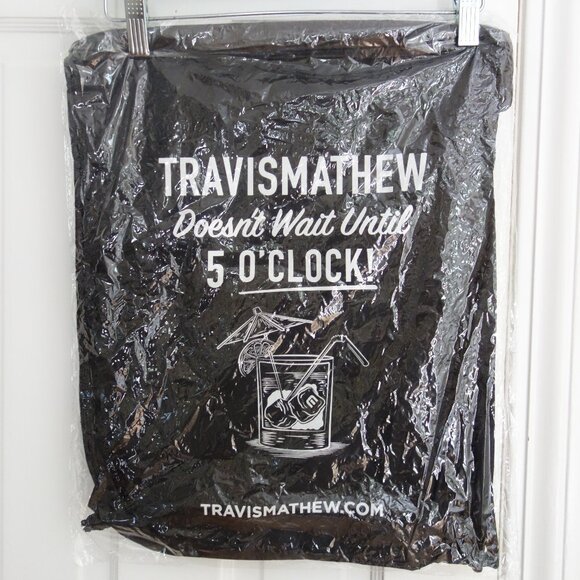 TRAVISMATHEW
Doesn't Wait Until
5 O'CLOCK!
TRAVISMATHEW.COM